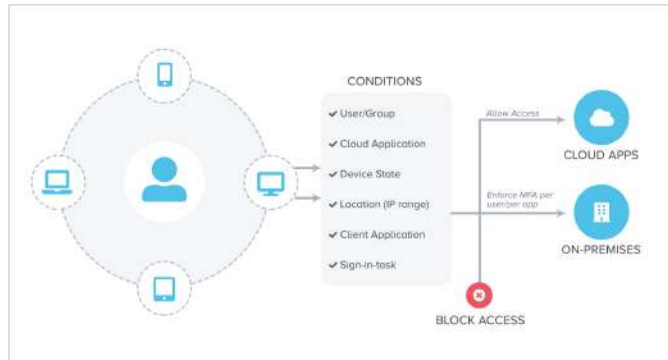 CONDITIONS
User/Group
Cloud Application
Device State
Location (IP range)
Client Application
Sign-in-task
Allow Access
CLOUD APPS
Enforce MFA per
user/per app
ON-PREMISES
BLOCK ACCESS